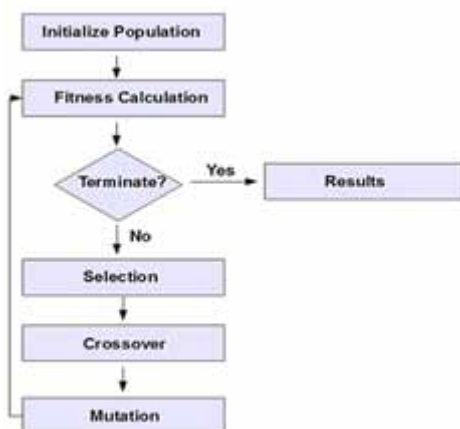 Initialize Population
Fitness Calculation
Terminate?
Yes
Results
No
Selection
Crossover
Mutation